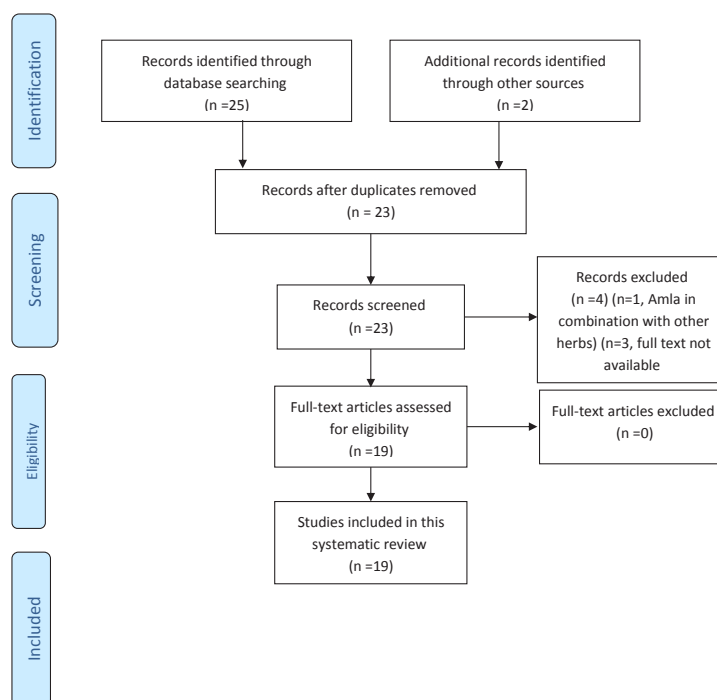 Identification
Records identified through
database searching
(n =25)
Additional records identified
through other sources
(n =2)
Records after duplicates removed
(n = 23)
Screening
Records screened
(n =23)
Records excluded
(n =4) (n=1, Amla in
combination with other
herbs) (n=3, full text not
available
Eligibility
Full-text articles assessed
for eligibility
(n =19)
Full-text articles excluded
(n =0)
Studies included in this
systematic review
(n =19)
Included